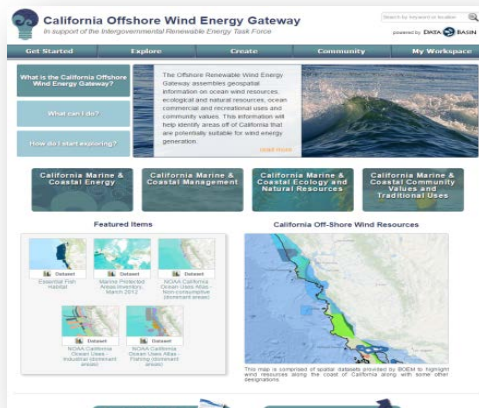 California Offshore Wind Energy Gateway
In support of the Intergovernmental Renewable Energy Task Force
Search by keyword or location
powered by DATA BASIN
Get Started
Explore
Create
Community
My Workspace
What is the California Offshore
Wind Energy Gateway?
What can I do?
How do I start exploring?
The Offshore Renewable Wind Energy
Gateway assembles geospatial
information on ocean wind resources,
ecological and natural resources, ocean
commercial and recreational uses and
community values. This information will
help identify areas off of California that
are potentially suitable for wind energy
generation.
read more
California Marine &
Coastal Energy
California Marine &
Coastal Management
California Marine &
Coastal Ecology and
Natural Resources
California Marine &
Coastal Community
Values and
Traditional Uses
Featured Items
Dataset
Essential Fish
Habitat
Dataset
Marine Protected
Areas Inventory,
March 2012
Dataset
NOAA California
Ocean Uses Atlas -
Non-consumptive
(dominant areas)
Dataset
NOAA California
Ocean Uses -
Industrial (dominant
areas)
Dataset
NOAA California
Ocean Uses Atlas -
Fishing (dominant
areas)
California Off-Shore Wind Resources
This map is comprised of spatial datasets provided by BOEM to highlight
wind resources along the coast of California along with some other
designations.